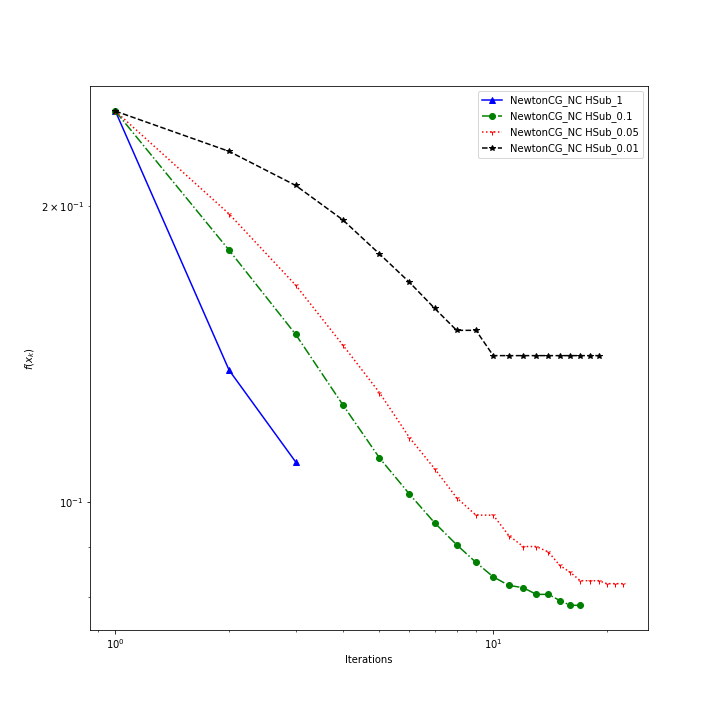 NewtonCG_NC HSub_1
NewtonCG_NC HSub_0.1
NewtonCG_NC HSub_0.05
NewtonCG_NC HSub_0.01
2 × 10⁻¹
f(xₖ)
10⁻¹
10⁰
10¹
Iterations